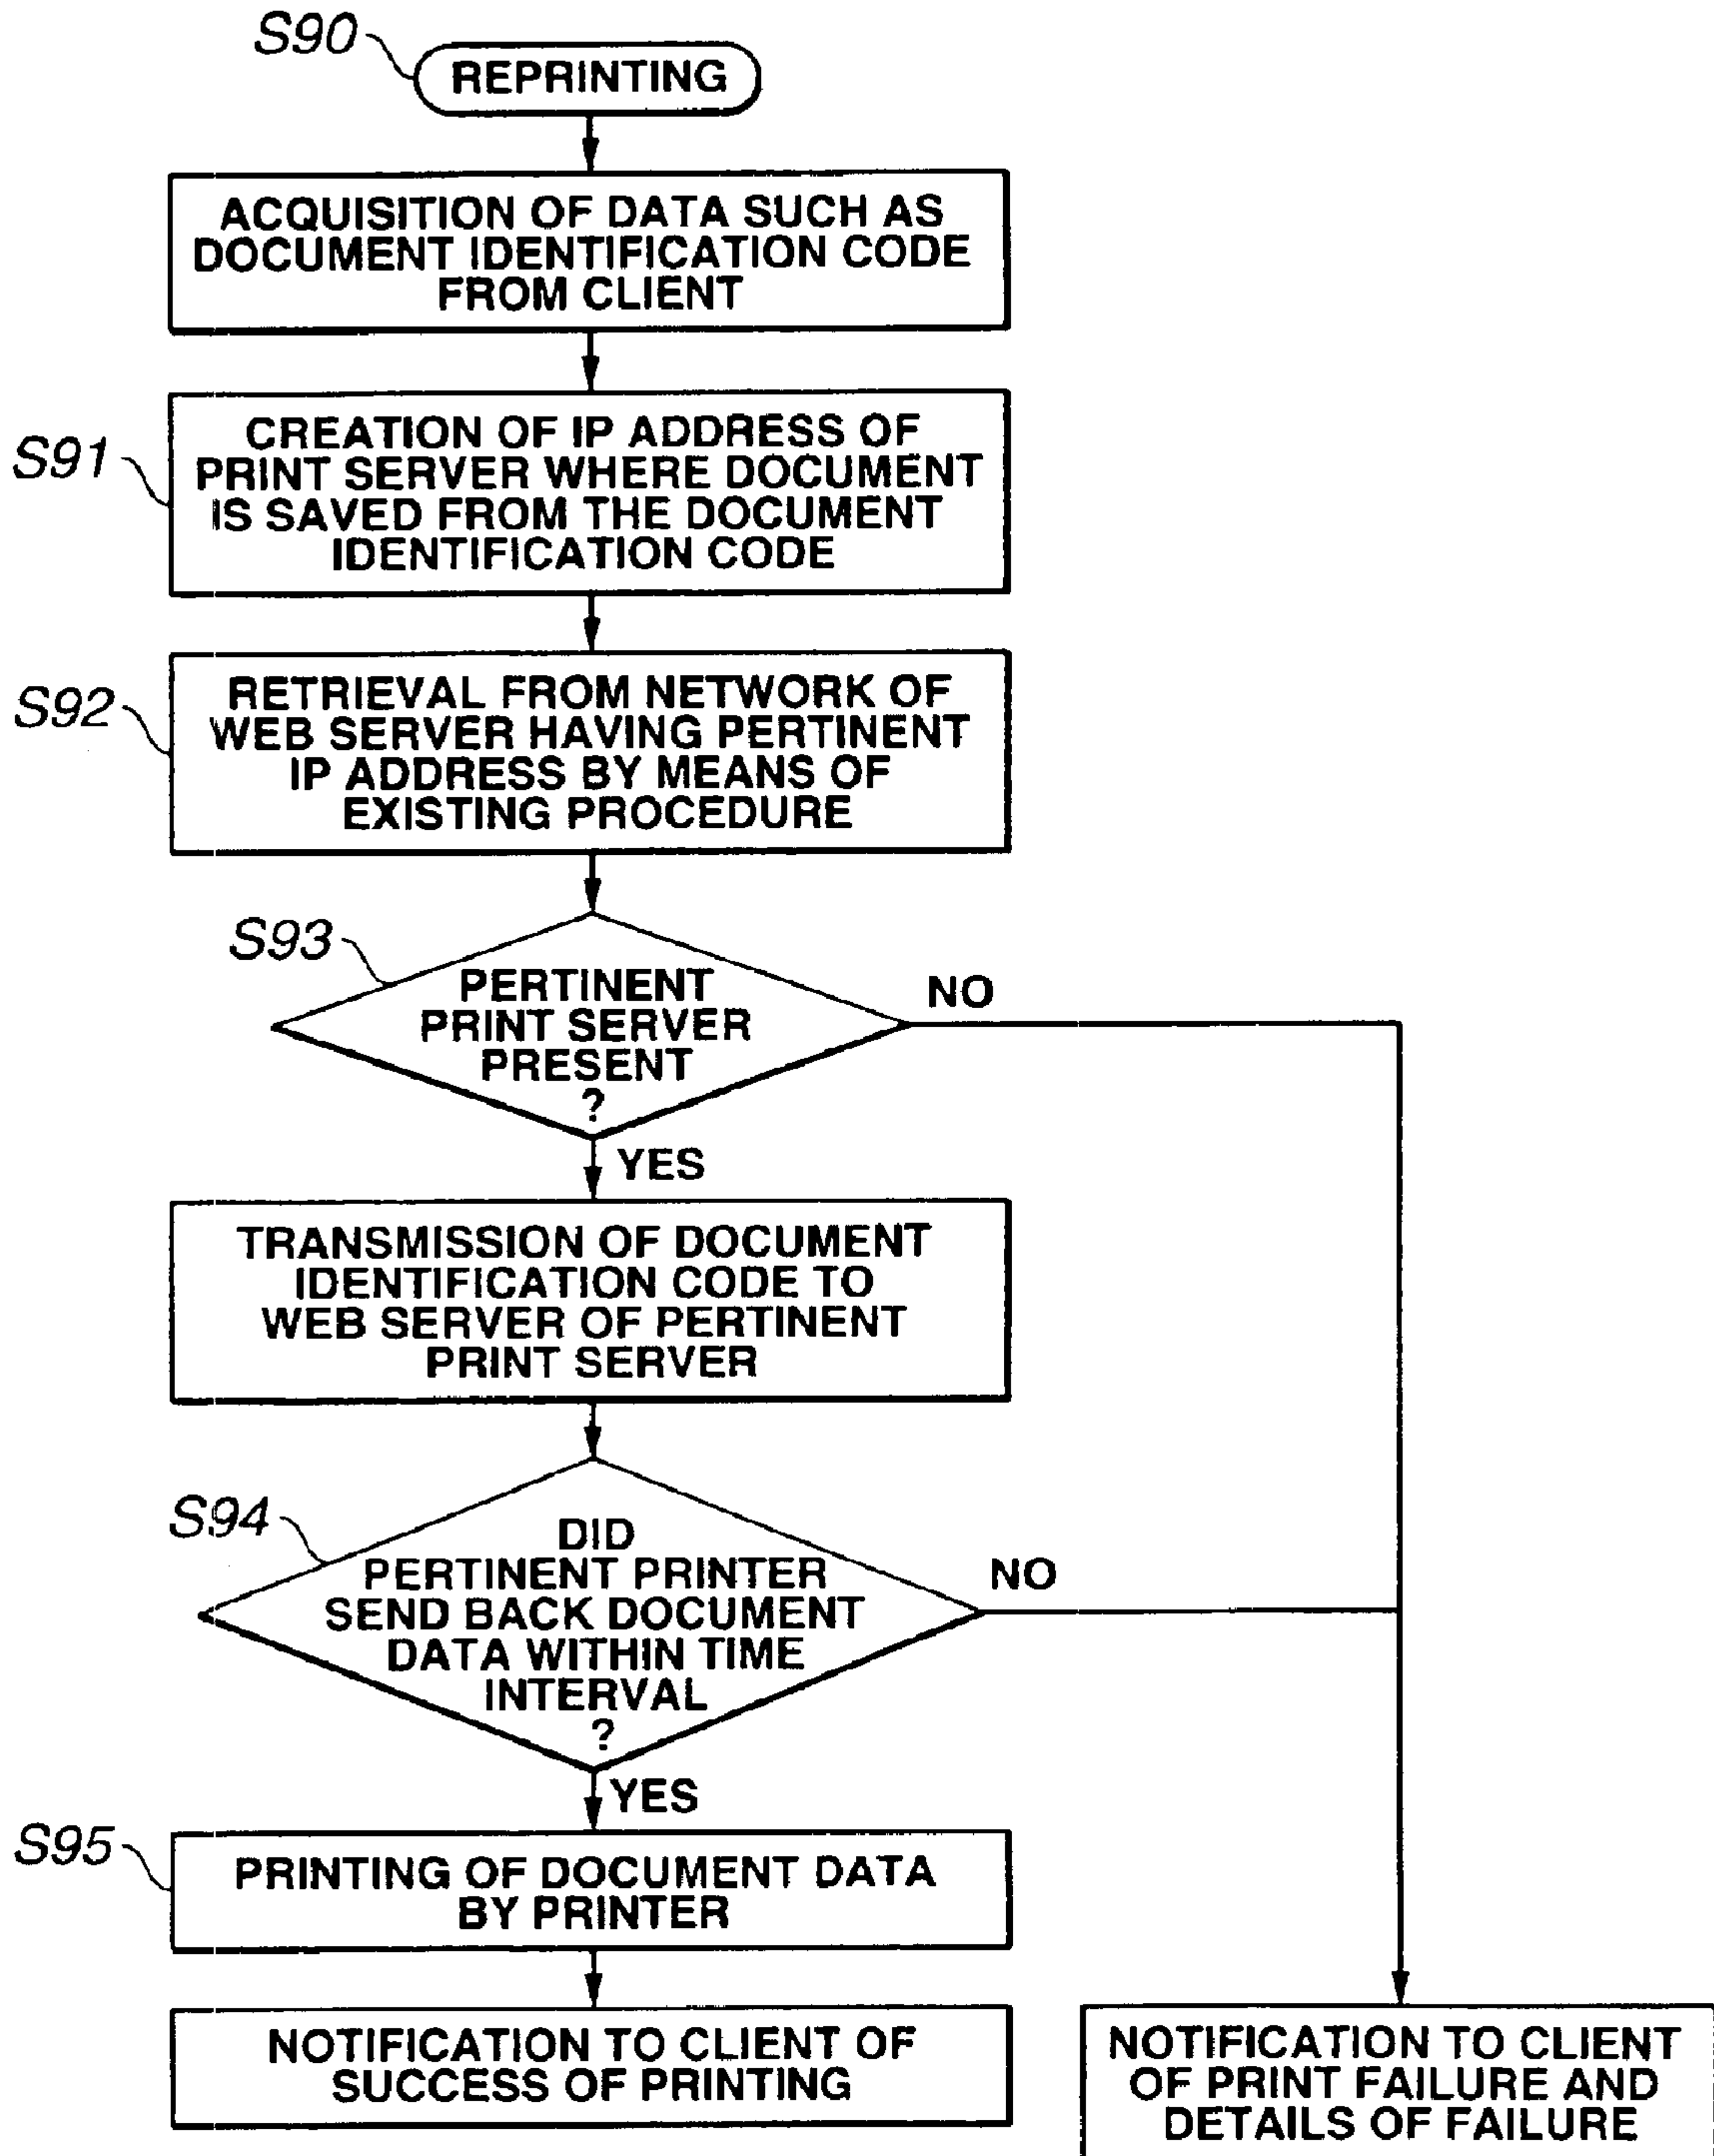 S90
REPRINTING
ACQUISITION OF DATA SUCH AS
DOCUMENT IDENTIFICATION CODE
FROM CLIENT
S91
CREATION OF IP ADDRESS OF
PRINT SERVER WHERE DOCUMENT
IS SAVED FROM THE DOCUMENT
IDENTIFICATION CODE
S92
RETRIEVAL FROM NETWORK OF
WEB SERVER HAVING PERTINENT
IP ADDRESS BY MEANS OF
EXISTING PROCEDURE
S93
PERTINENT
PRINT SERVER
PRESENT
?
NO
YES
TRANSMISSION OF DOCUMENT
IDENTIFICATION CODE TO
WEB SERVER OF PERTINENT
PRINT SERVER
S94
DID
PERTINENT PRINTER
SEND BACK DOCUMENT
DATA WITHIN TIME
INTERVAL
?
NO
YES
S95
PRINTING OF DOCUMENT DATA
BY PRINTER
NOTIFICATION TO CLIENT OF
SUCCESS OF PRINTING
NOTIFICATION TO CLIENT
OF PRINT FAILURE AND
DETAILS OF FAILURE